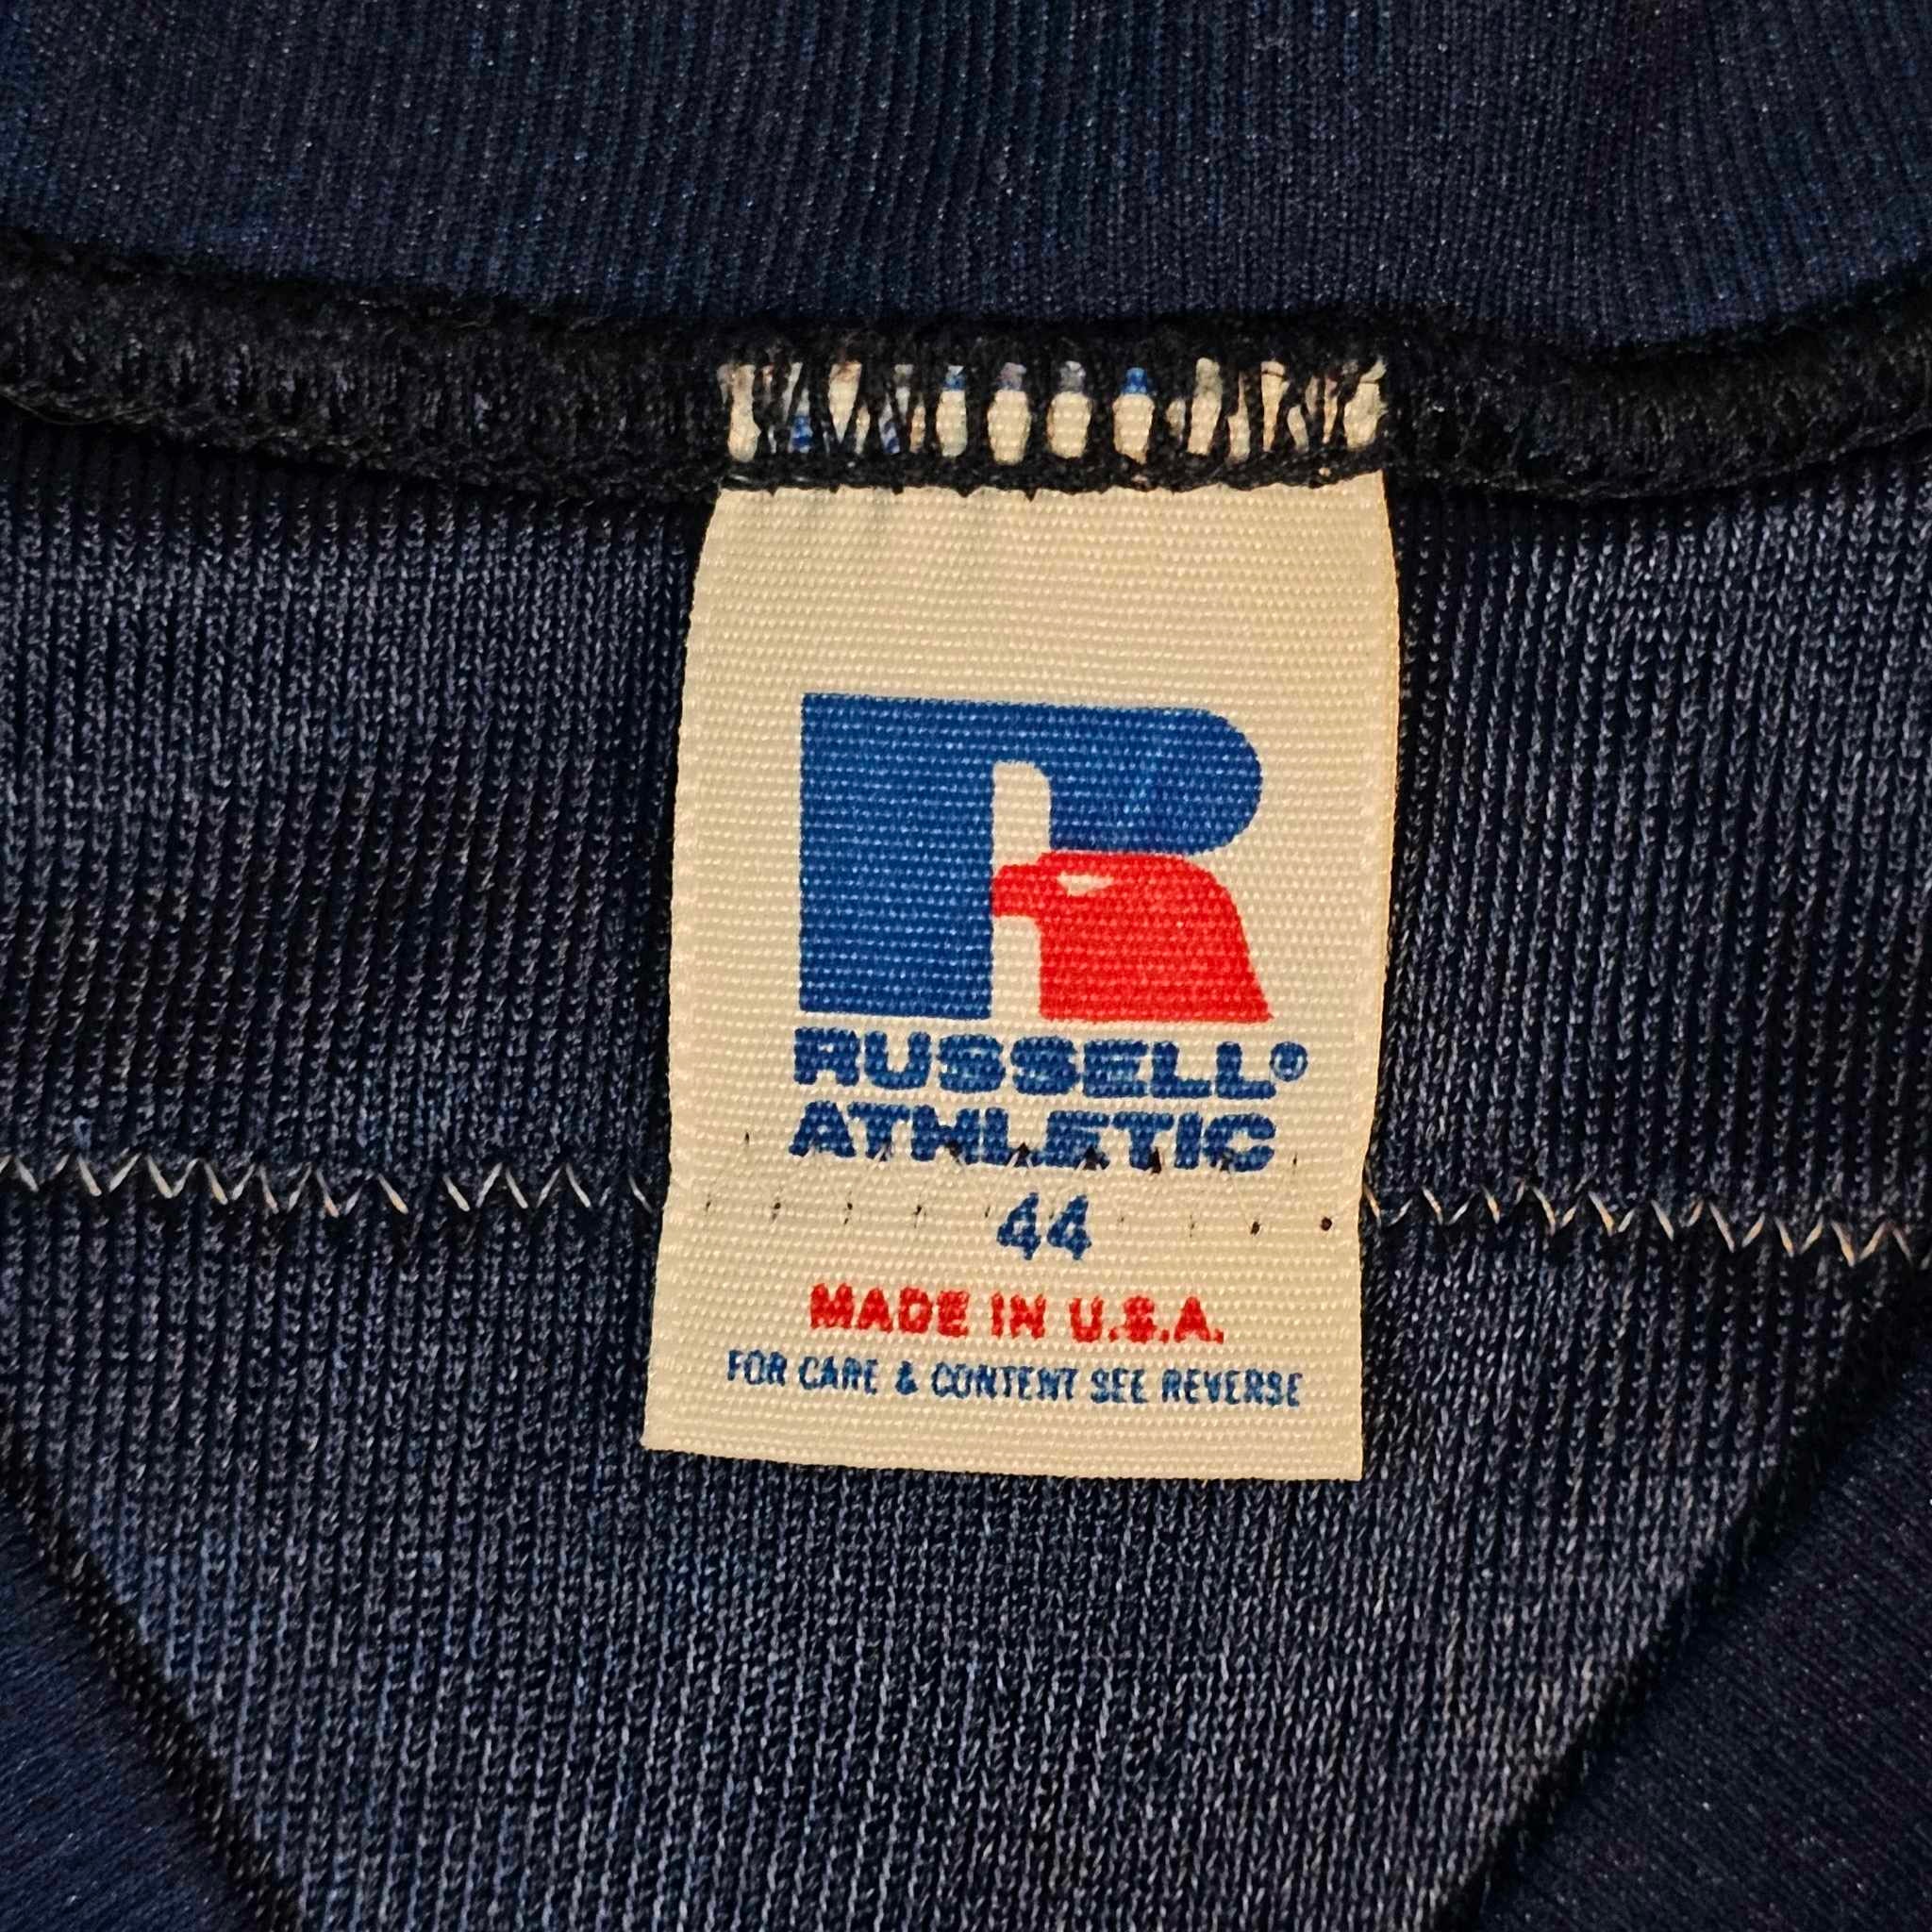 R
RUSSELL®
ATHLETIC
44
MADE IN U.S.A.
FOR CARE & CONTENT SEE REVERSE